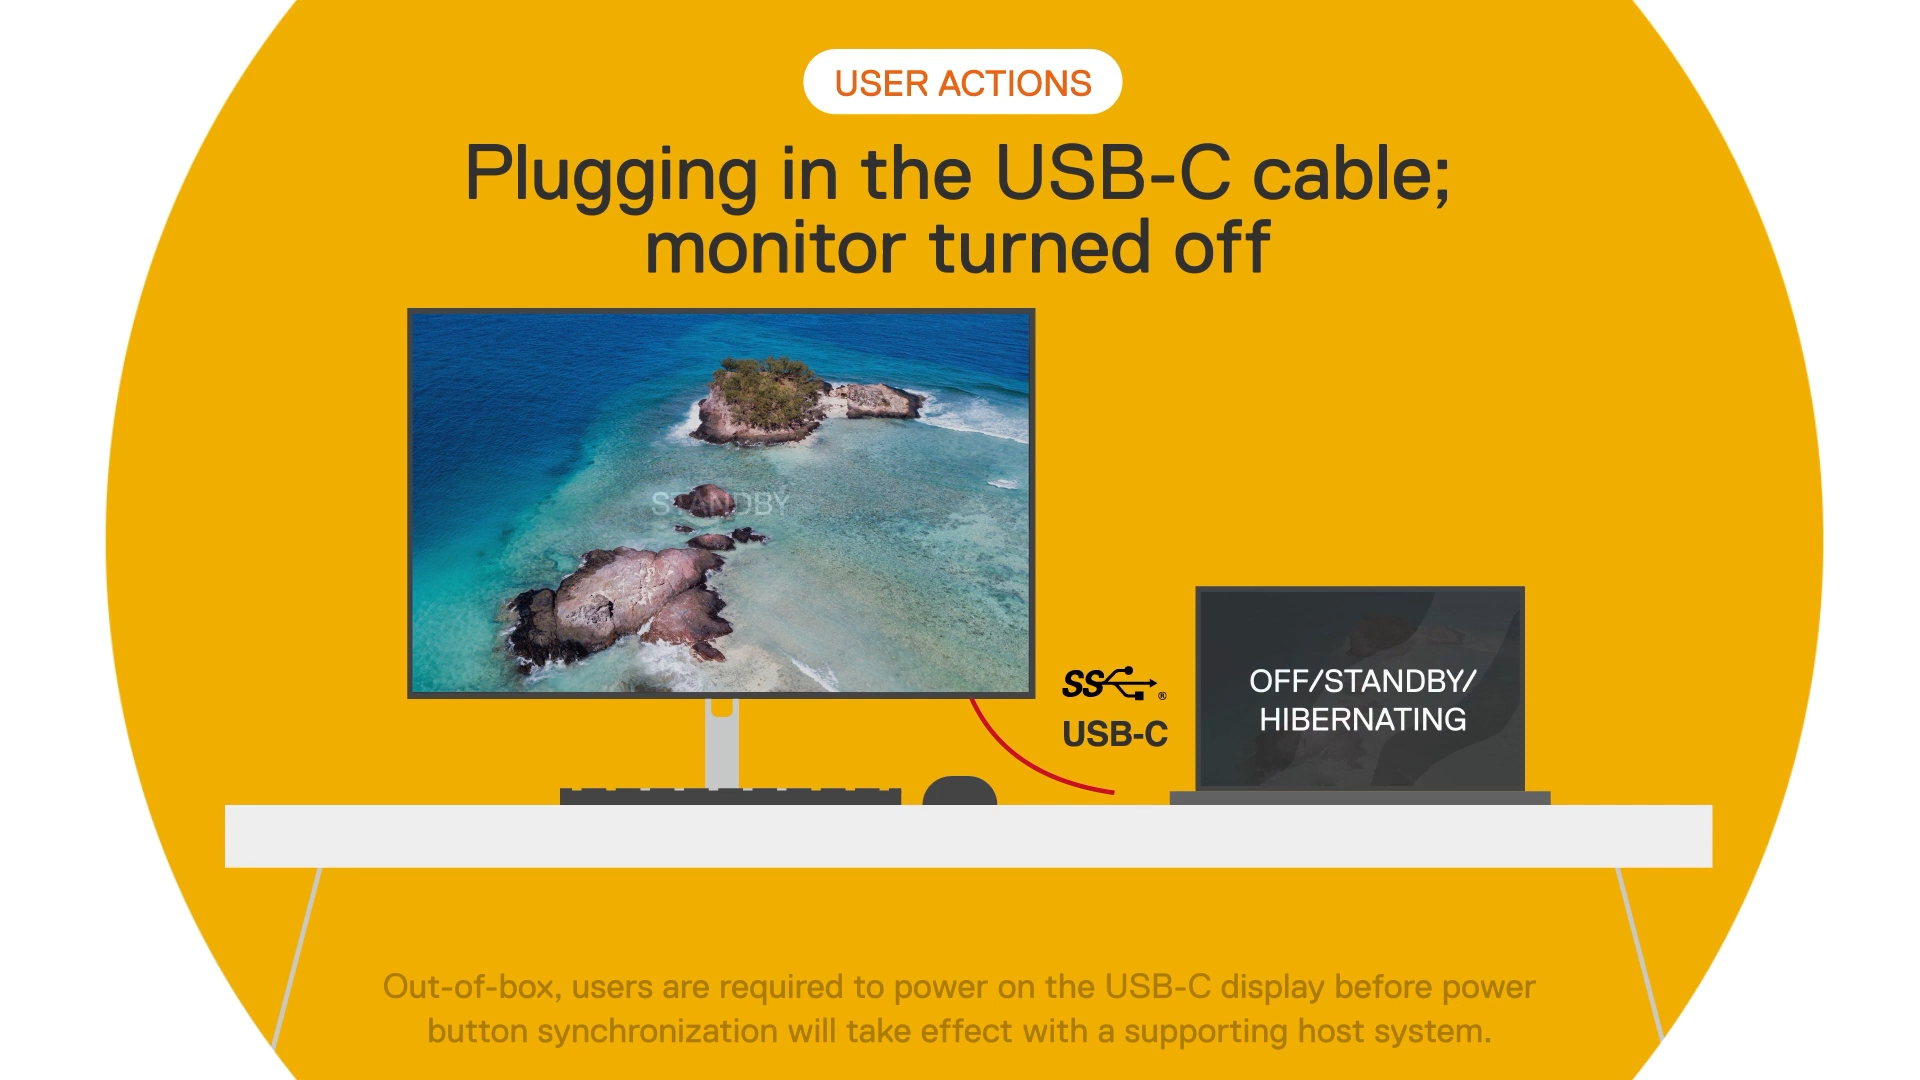 USER ACTIONS
Plugging in the USB-C cable;
monitor turned off
STANDBY
SS ®
USB-C
OFF/STANDBY/
HIBERNATING
Out-of-box, users are required to power on the USB-C display before power
button synchronization will take effect with a supporting host system.